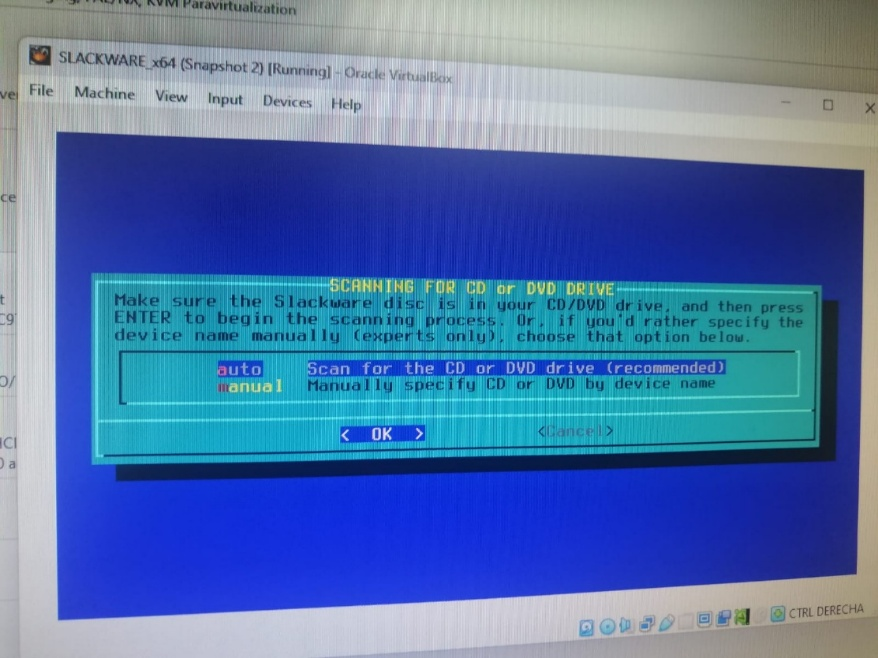 KVM Paravirtualization
SLACKWARE_x64 (Snapshot 2) [Running] - Oracle VirtualBox
File Machine View Input Devices Help
SCANNING FOR CD or DVD DRIVE
Make sure the Slackware disc is in your CD/DVD drive, and then press
ENTER to begin the scanning process. Or, if you'd rather specify the
device name manually (experts only), choose that option below.
auto Scan for the CD or DVD drive (recommended)
manual Manually specify CD or DVD by device name
< OK > <Cancel>
CTRL DERECHA